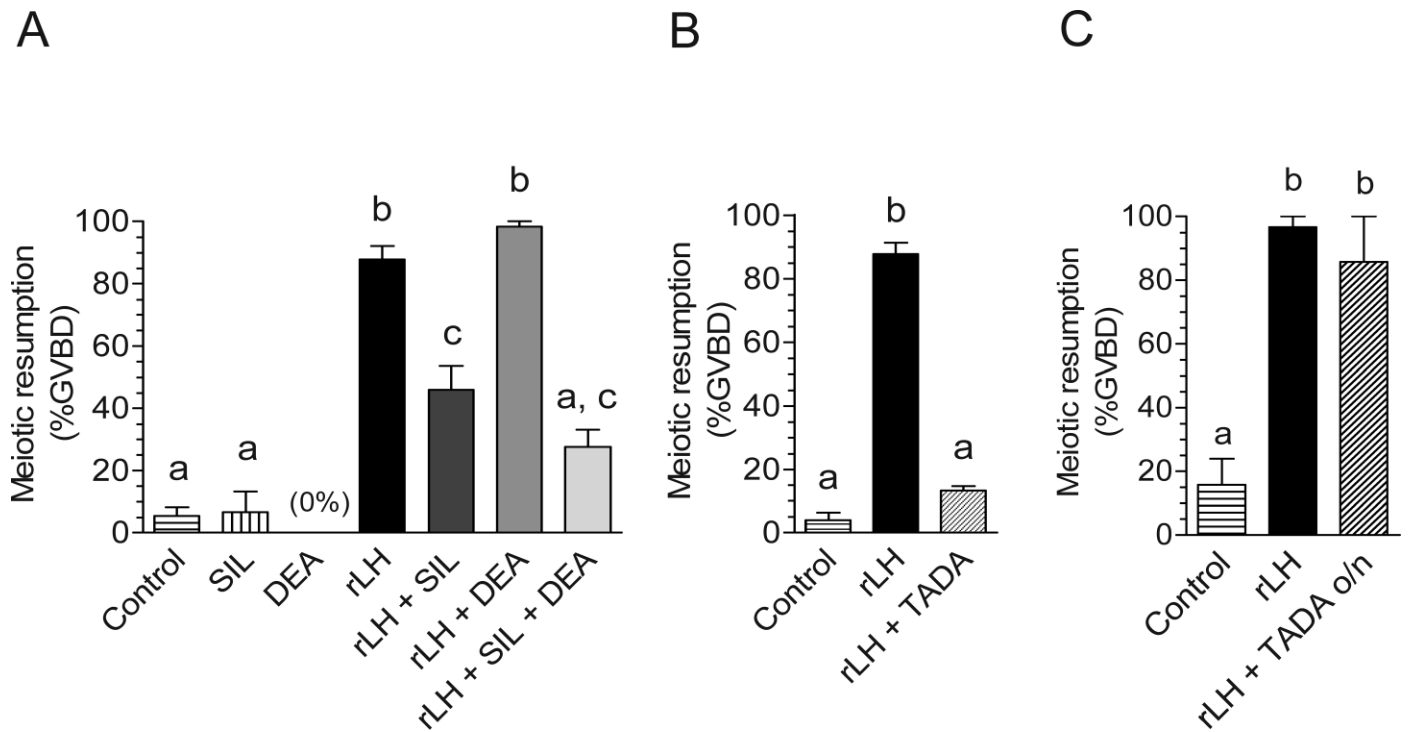 A
B
C
Meiotic resumption
(%GVBD)
100
80
60
40
20
0
a
a
(0%)
b
c
b
a, c
Control
SIL
DEA
rLH
rLH + SIL
rLH + DEA
rLH + SIL + DEA
Meiotic resumption
(%GVBD)
100
80
60
40
20
0
a
b
a
Control
rLH
rLH + TADA
Meiotic resumption
(%GVBD)
100
80
60
40
20
0
a
b
b
Control
rLH
rLH + TADA o/n